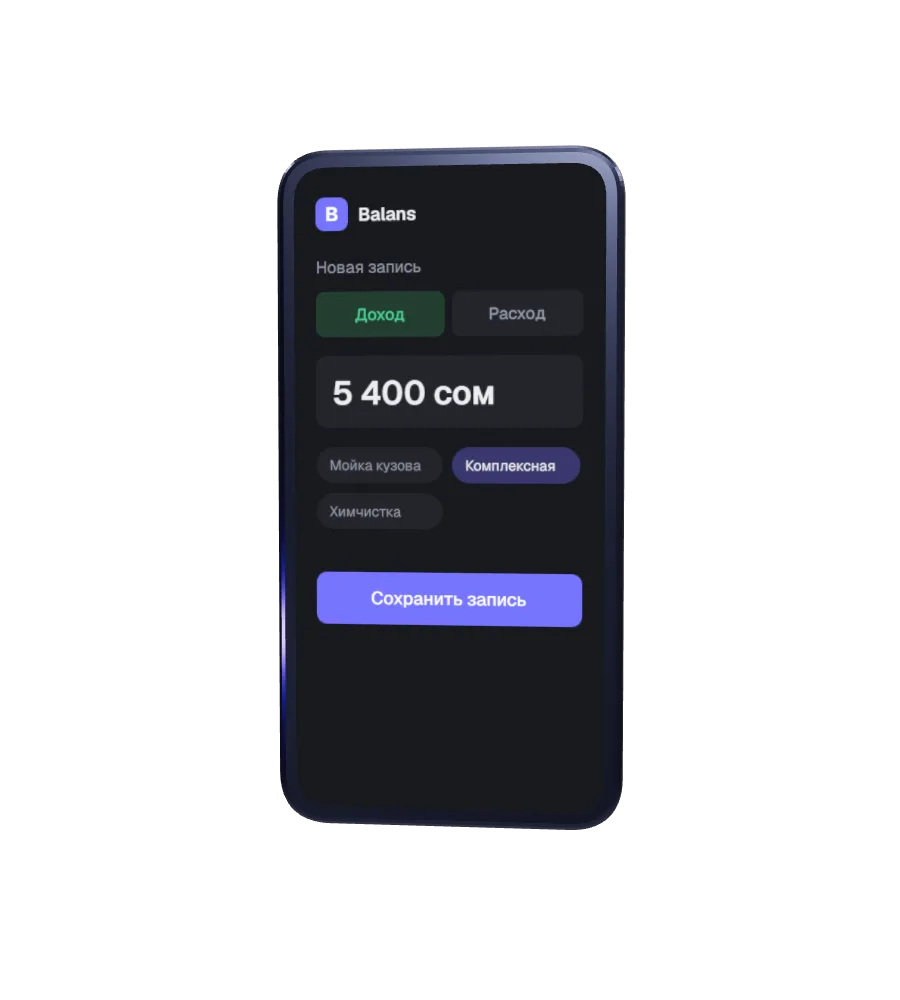 B Balans
Новая запись
Доход Расход
5 400 сом
Мойка кузова Комплексная
Химчистка
Сохранить запись